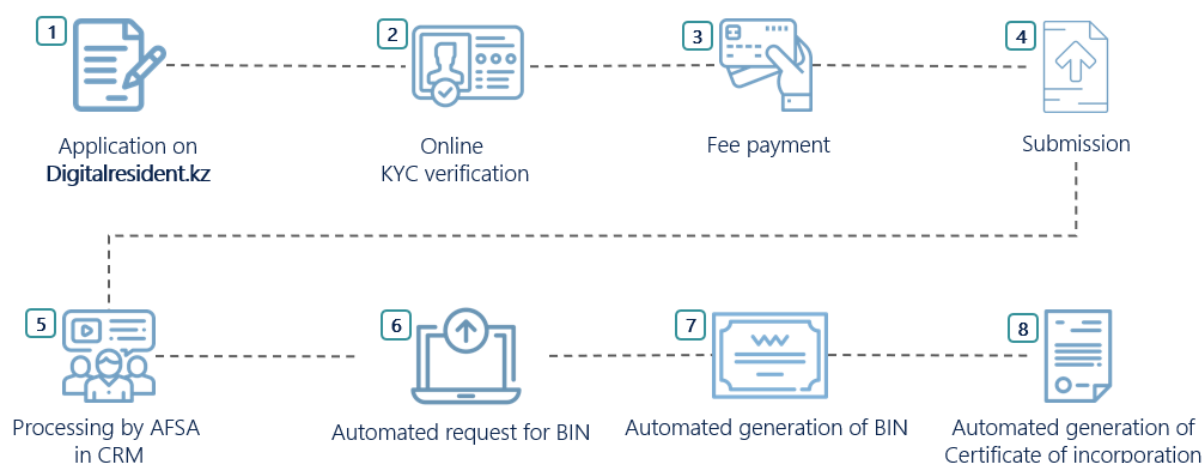 1
Application on
Digitalresident.kz
2
Online
KYC verification
3
Fee payment
4
Submission
5
Processing by AFSA
in CRM
6
Automated request for BIN
7
Automated generation of BIN
8
Automated generation of
Certificate of incorporation